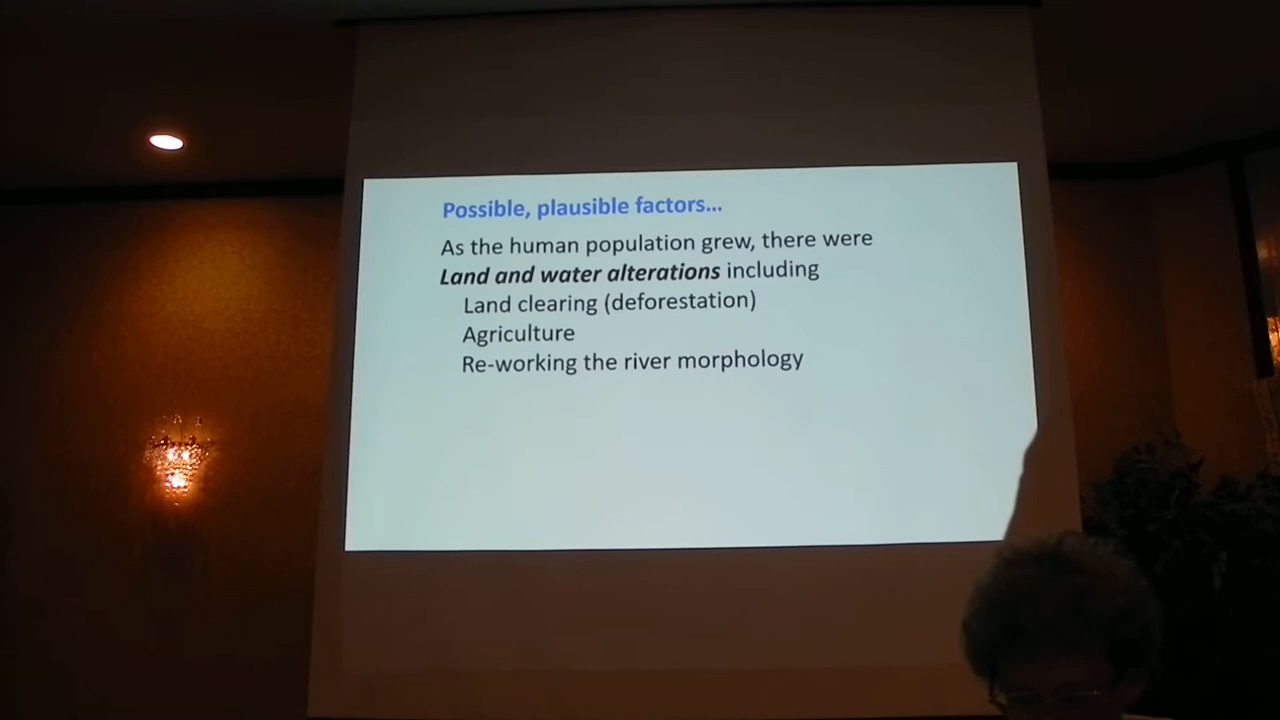 Possible, plausible factors...
As the human population grew, there were
Land and water alterations including
Land clearing (deforestation)
Agriculture
Re-working the river morphology